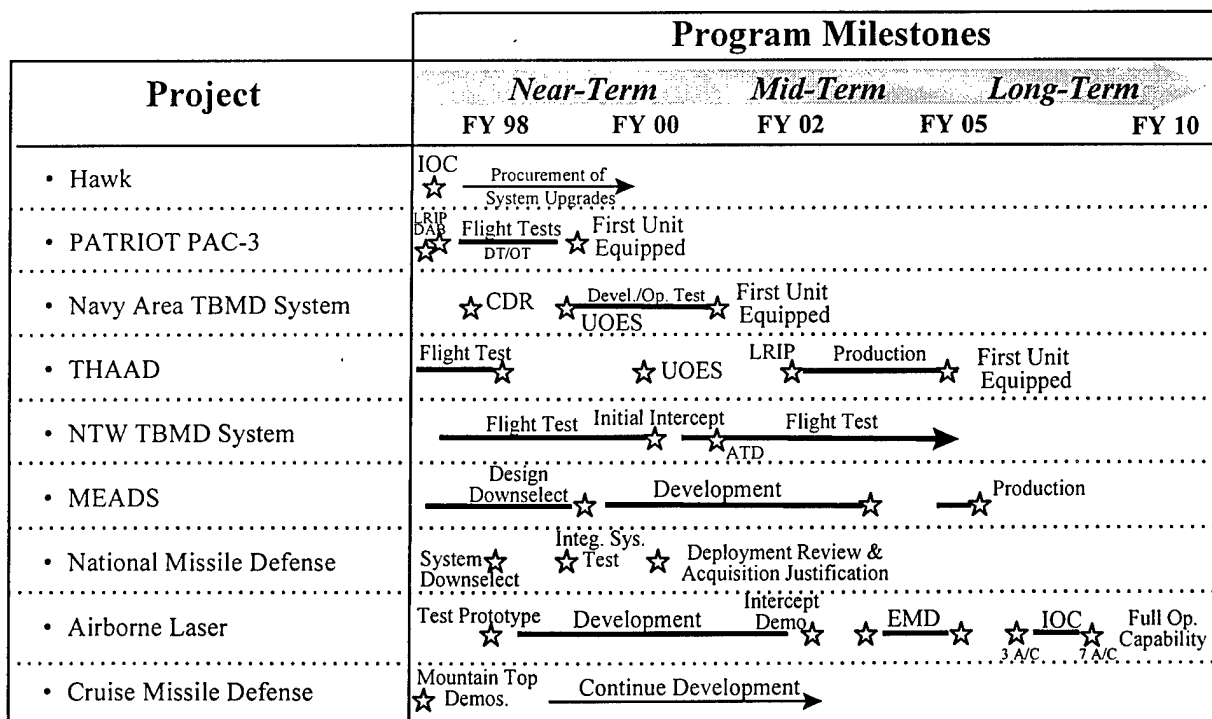 Program Milestones
Project
Near-Term Mid-Term Long-Term
FY 98 FY 00 FY 02 FY 05 FY 10
• Hawk
IOC
Procurement of
System Upgrades
• PATRIOT PAC-3
LRIP
DAB
Flight Tests
DT/OT
First Unit
Equipped
• Navy Area TBMD System
CDR
Devel./Op. Test
UOES
First Unit
Equipped
• THAAD
Flight Test
UOES
LRIP
Production
First Unit
Equipped
• NTW TBMD System
Flight Test
Initial Intercept
ATD
Flight Test
• MEADS
Design
Downselect
Development
Production
• National Missile Defense
System
Downselect
Integ. Sys.
Test
Deployment Review &
Acquisition Justification
• Airborne Laser
Test Prototype
Development
Intercept
Demo
EMD
IOC
3 A/C
7 A/C
Full Op.
Capability
• Cruise Missile Defense
Mountain Top
Demos.
Continue Development